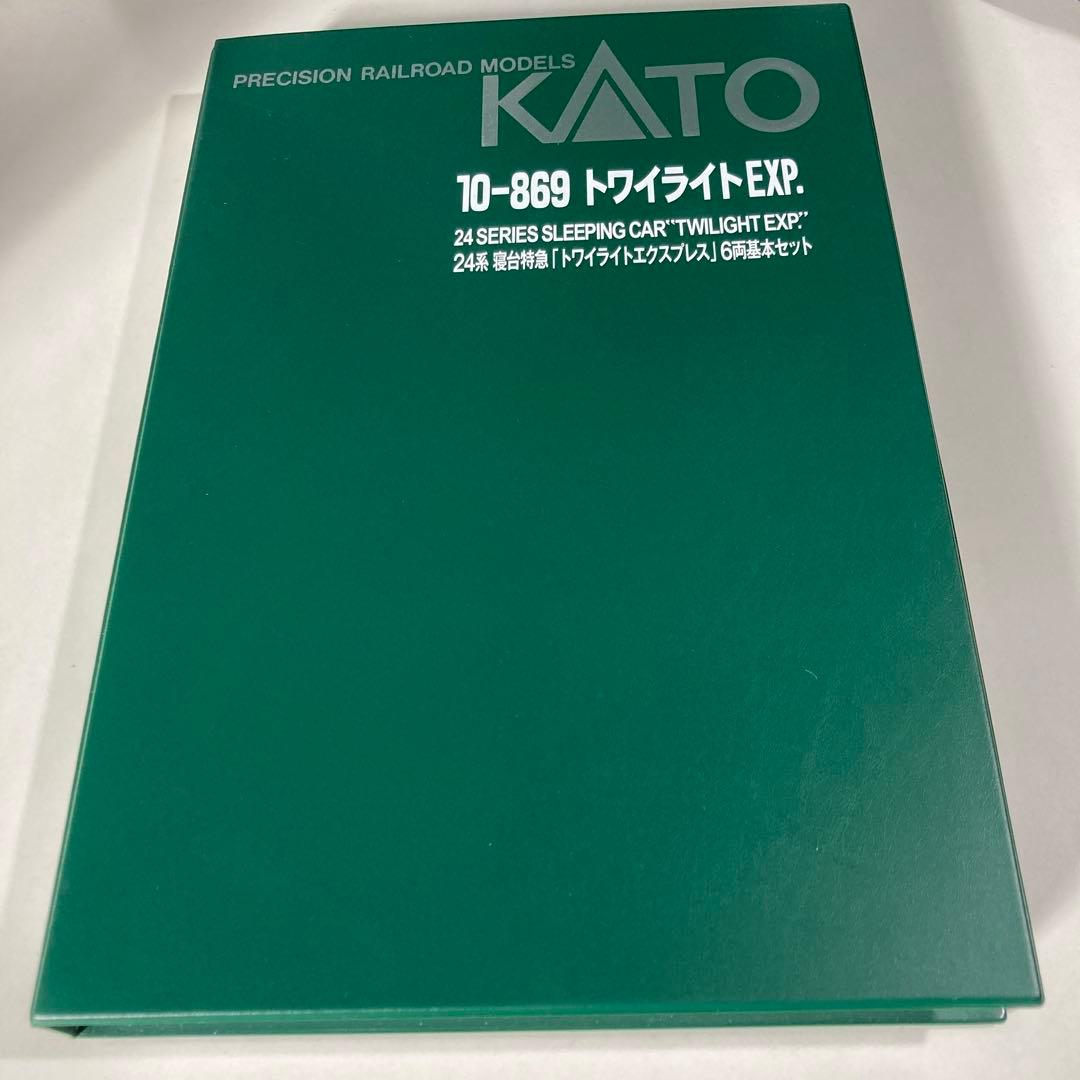 PRECISION RAILROAD MODELS
KATO
10-869 トワイライトEXP.
24 SERIES SLEEPING CAR“TWILIGHT EXP.”
24系 寝台特急「トワイライトエクスプレス」6両基本セット